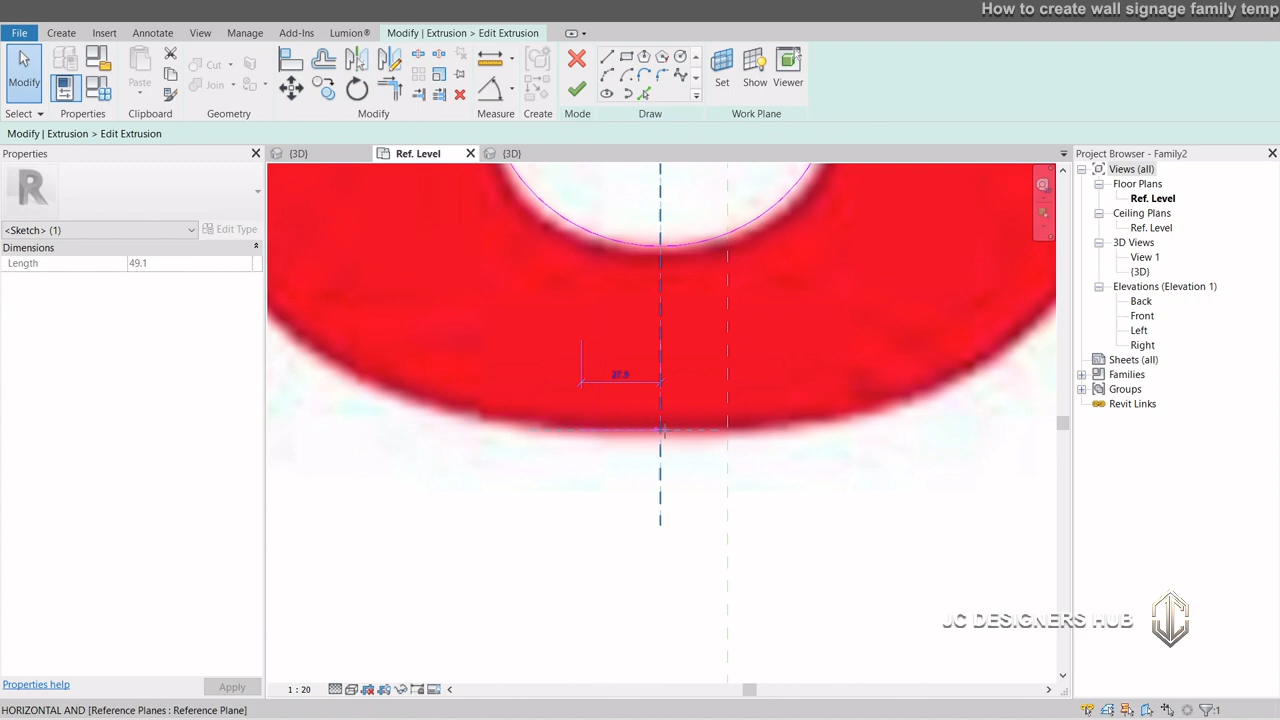 How to create wall signage family temp
File Create Insert Annotate View Manage Add-Ins Lumion® Modify | Extrusion > Edit Extrusion
Modify Paste Cut Join Set Show Viewer
Select Properties Clipboard Geometry Modify Measure Create Mode Draw Work Plane
Modify | Extrusion > Edit Extrusion
Properties
{3D} Ref. Level {3D}
Project Browser - Family2
R
<Sketch> (1) Edit Type
Dimensions
Length 49.1
Views (all)
Floor Plans
Ref. Level
Ceiling Plans
Ref. Level
3D Views
View 1
{3D}
Elevations (Elevation 1)
Back
Front
Left
Right
Sheets (all)
Families
Groups
Revit Links
JC DESIGNERS HUB
Properties help Apply
1 : 20
HORIZONTAL AND [Reference Planes : Reference Plane]
:1